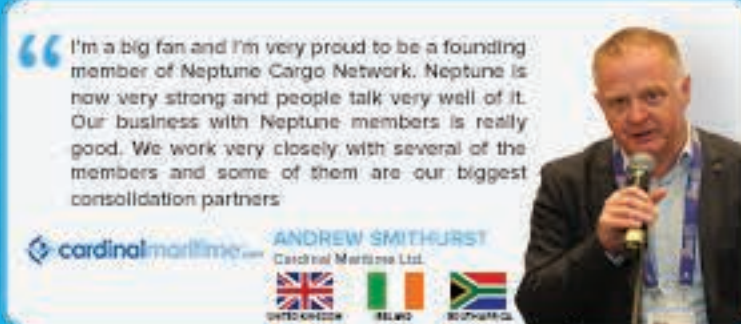 I'm a big fan and I'm very proud to be a founding
member of Neptune Cargo Network. Neptune is
now very strong and people talk very well of it.
Our business with Neptune members is really
good. We work very closely with several of the
members and some of them are our biggest
consolidation partners
cardinalmaritime.com
ANDREW SMITHURST
Cardinal Maritime Ltd.
UNITED KINGDOM
IRELAND
SOUTH AFRICA